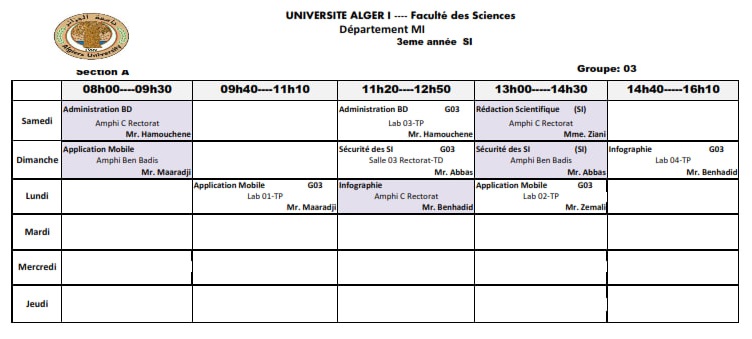 UNIVERSITE ALGER I ---- Faculté des Sciences
Département MI
3eme année SI
Algiers University
Section A
Groupe: 03
08h00----09h30 09h40----11h10 11h20----12h50 13h00-----14h30 14h40-----16h10
Samedi
Administration BD
Amphi C Rectorat
Mr. Hamouchene
Administration BD G03
Lab 03-TP
Mr. Hamouchene
Rédaction Scientifique (SI)
Amphi C Rectorat
Mme. Ziani
Dimanche
Application Mobile
Amphi Ben Badis
Mr. Maaradji
Sécurité des SI G03
Salle 03 Rectorat-TD
Mr. Abbas
Sécurité des SI (SI)
Amphi Ben Badis
Mr. Abbas
Infographie G03
Lab 04-TP
Mr. Benhadid
Lundi
Application Mobile G03
Lab 01-TP
Mr. Maaradji
Infographie
Amphi C Rectorat
Mr. Benhadid
Application Mobile G03
Lab 02-TP
Mr. Zemali
Mardi
Mercredi
Jeudi